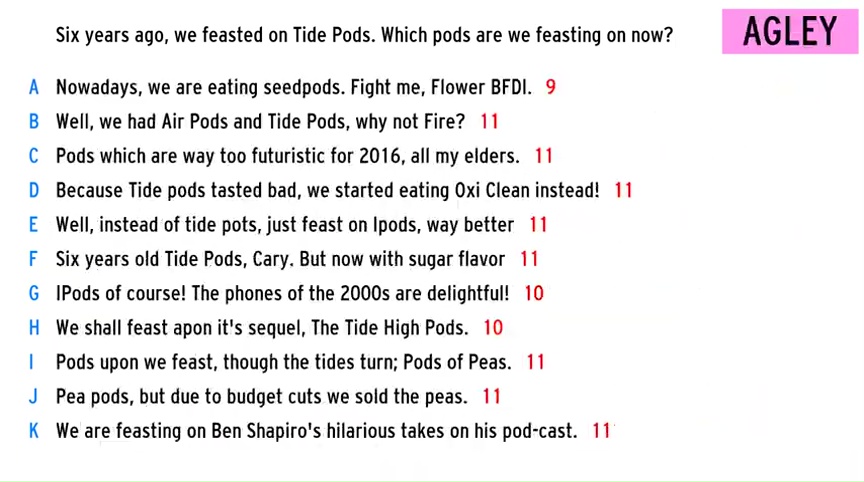 Six years ago, we feasted on Tide Pods. Which pods are we feasting on now?
AGLEY
A Nowadays, we are eating seedpods. Fight me, Flower BFDI. 9
B Well, we had Air Pods and Tide Pods, why not Fire? 11
C Pods which are way too futuristic for 2016, all my elders. 11
D Because Tide pods tasted bad, we started eating Oxi Clean instead! 11
E Well, instead of tide pots, just feast on Ipods, way better 11
F Six years old Tide Pods, Cary. But now with sugar flavor 11
G IPods of course! The phones of the 2000s are delightful! 10
H We shall feast apon it's sequel, The Tide High Pods. 10
I Pods upon we feast, though the tides turn; Pods of Peas. 11
J Pea pods, but due to budget cuts we sold the peas. 11
K We are feasting on Ben Shapiro's hilarious takes on his pod-cast. 11